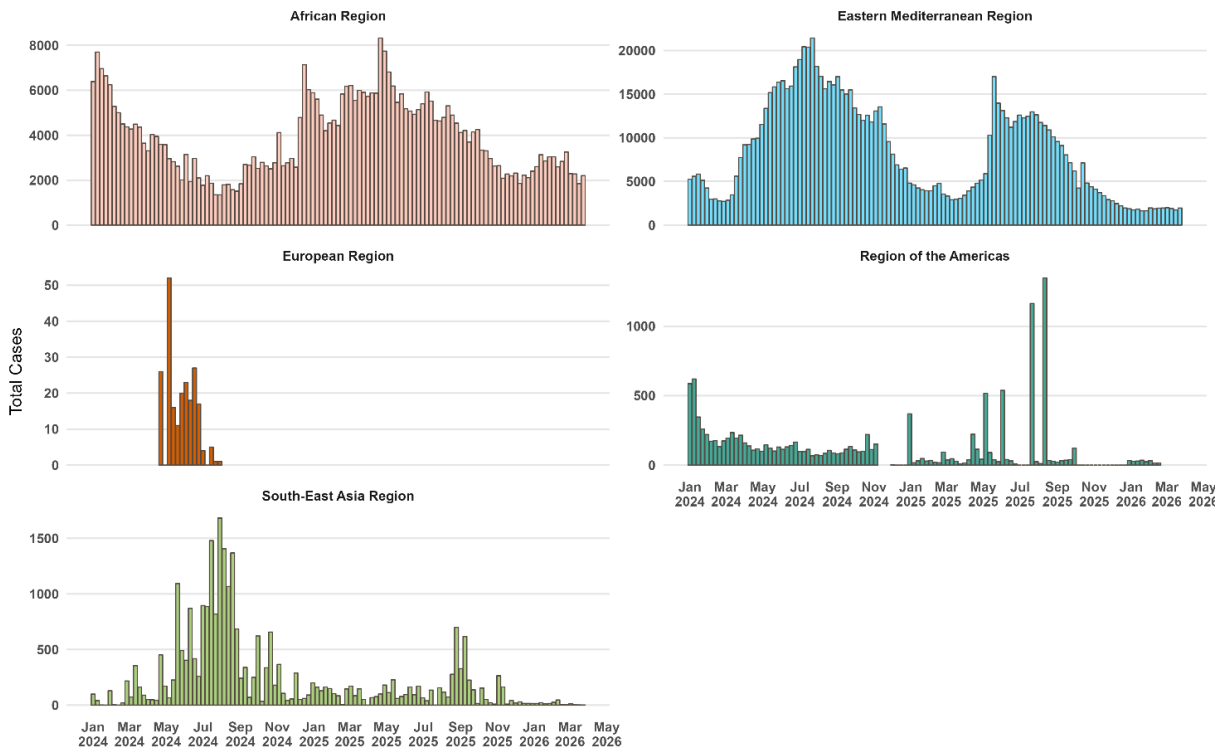 African Region
8000
6000
4000
2000
0
Eastern Mediterranean Region
20000
15000
10000
5000
0
European Region
50
40
30
20
10
0
Total Cases
Region of the Americas
1000
500
0
Jan Mar May Jul Sep Nov Jan Mar May Jul Sep Nov Jan Mar May
2024 2024 2024 2024 2024 2024 2025 2025 2025 2025 2025 2025 2026 2026 2026
South-East Asia Region
1500
1000
500
0
Jan Mar May Jul Sep Nov Jan Mar May Jul Sep Nov Jan Mar May
2024 2024 2024 2024 2024 2024 2025 2025 2025 2025 2025 2025 2026 2026 2026